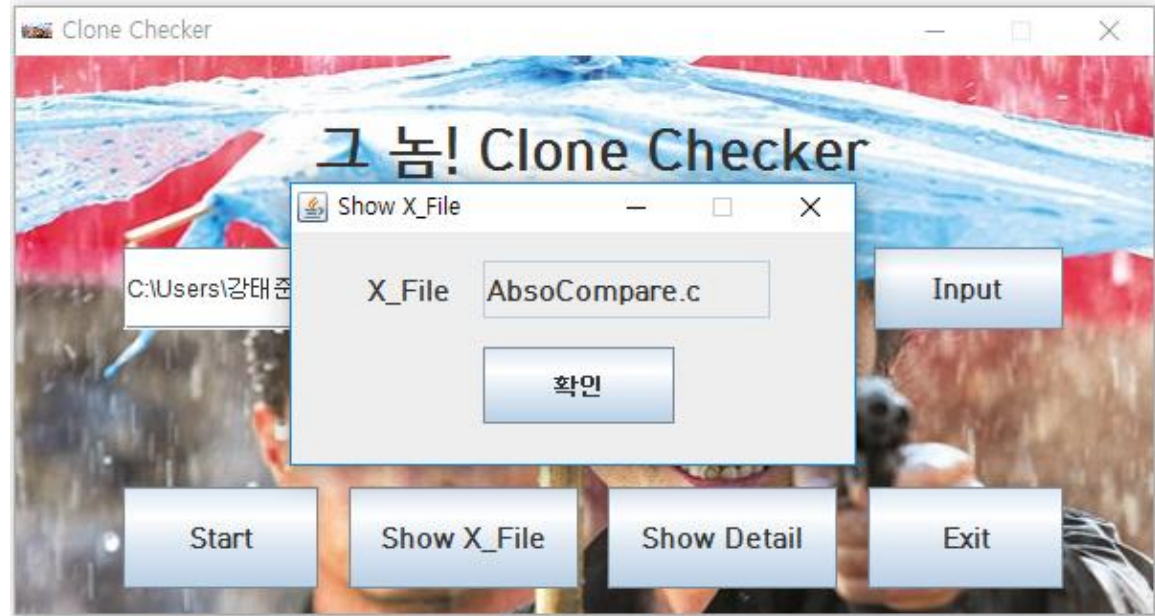 Clone Checker
그 놈! Clone Checker
Show X_File
C:\Users\강태준
X_File
AbsoCompare.c
Input
확인
Start
Show X_File
Show Detail
Exit